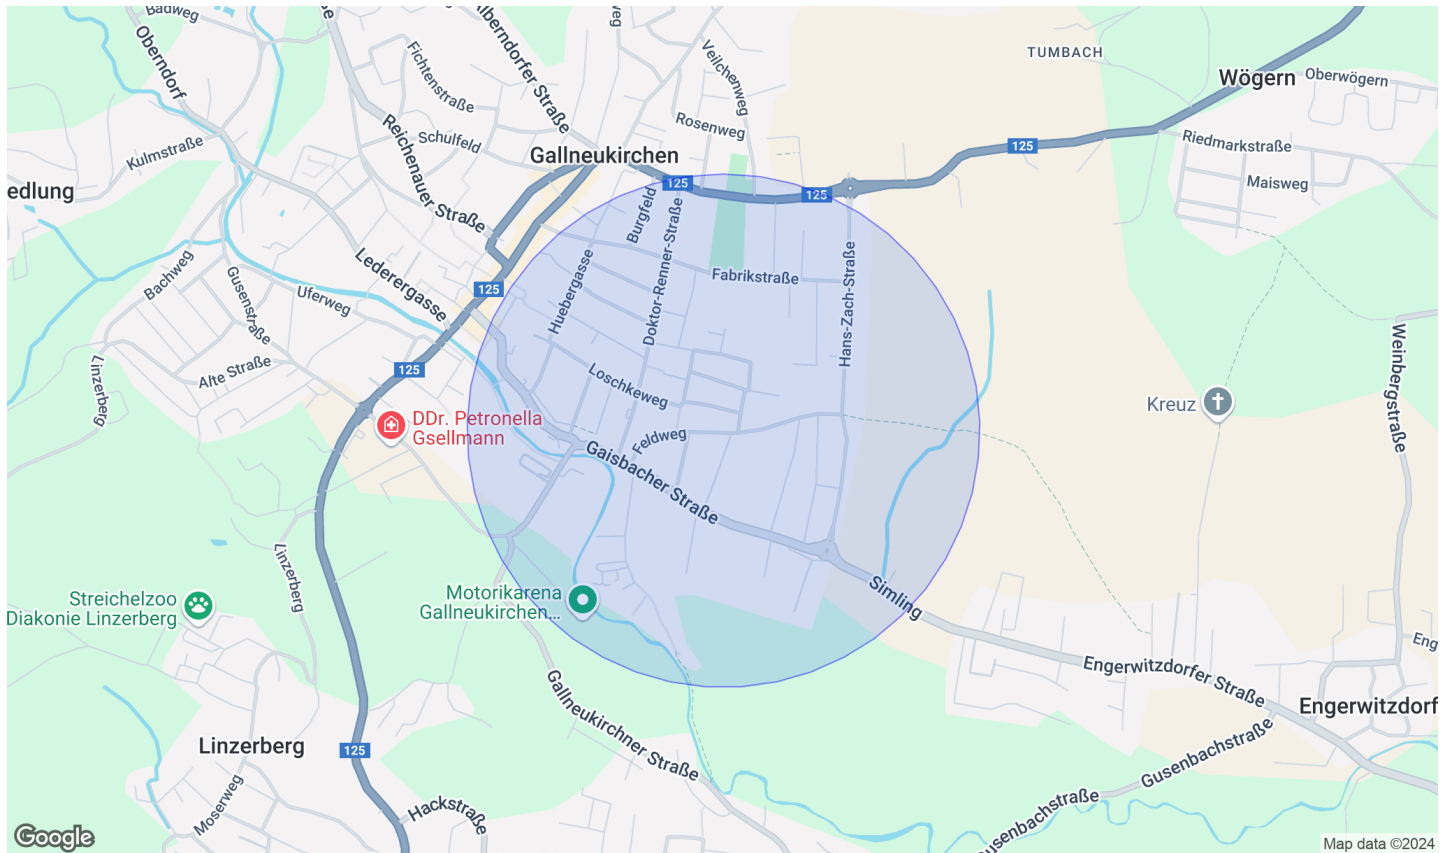 Badweg
Oberndorf
Fichtenstraße
Veilchenweg
TUMBACH
Wögern
Oberwögern
Rosenweg
Schulfeld
Reichenauer Straße
Kulmstraße
Gallneukirchen
125
125
125
Riedmarkstraße
Maisweg
edlung
Burgfeld
Doktor-Renner-Straße
Huebergasse
Fabrikstraße
Hans-Zach-Straße
Lederergasse
Bachweg
Gusenstraße
Uferweg
125
Alte Straße
Linzerberg
125
Loschkeweg
Weinbergstraße
Kreuz
DDr. Petronella
Gsellmann
Feldweg
Gaisbacher Straße
Linzerberg
Streichelzoo
Diakonie Linzerberg
Motorikarena
Gallneukirchen...
Simling
Eng
Engerwitzdorfer Straße
Engerwitzdorf
Gallneukirchner Straße
Linzerberg
125
Gusenbachstraße
Moserweg
Hackstraße
usenbachstraße
Google
Map data ©2024